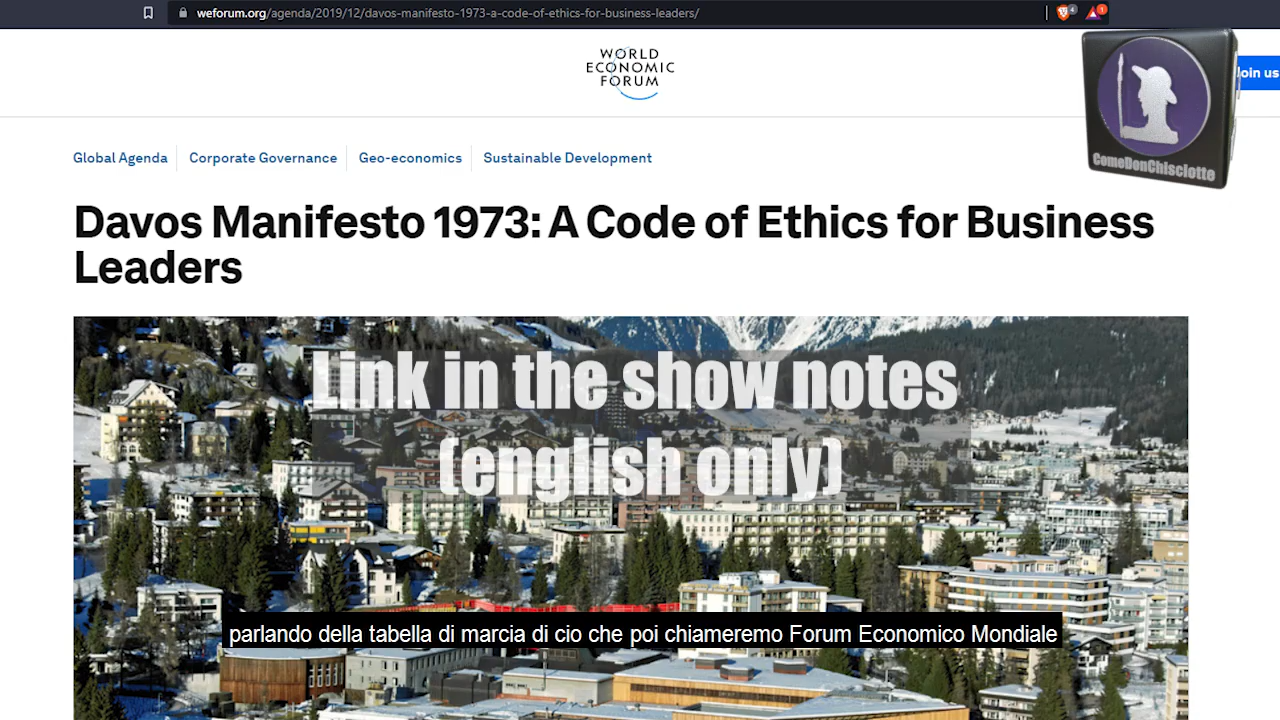 weforum.org/agenda/2019/12/davos-manifesto-1973-a-code-of-ethics-for-business-leaders/
4
1
WORLD
ECONOMIC
FORUM
Join us
ComeDonChisciotte
Global Agenda
Corporate Governance
Geo-economics
Sustainable Development
Davos Manifesto 1973: A Code of Ethics for Business
Leaders
Link in the show notes
(english only)
parlando della tabella di marcia di cio che poi chiameremo Forum Economico Mondiale